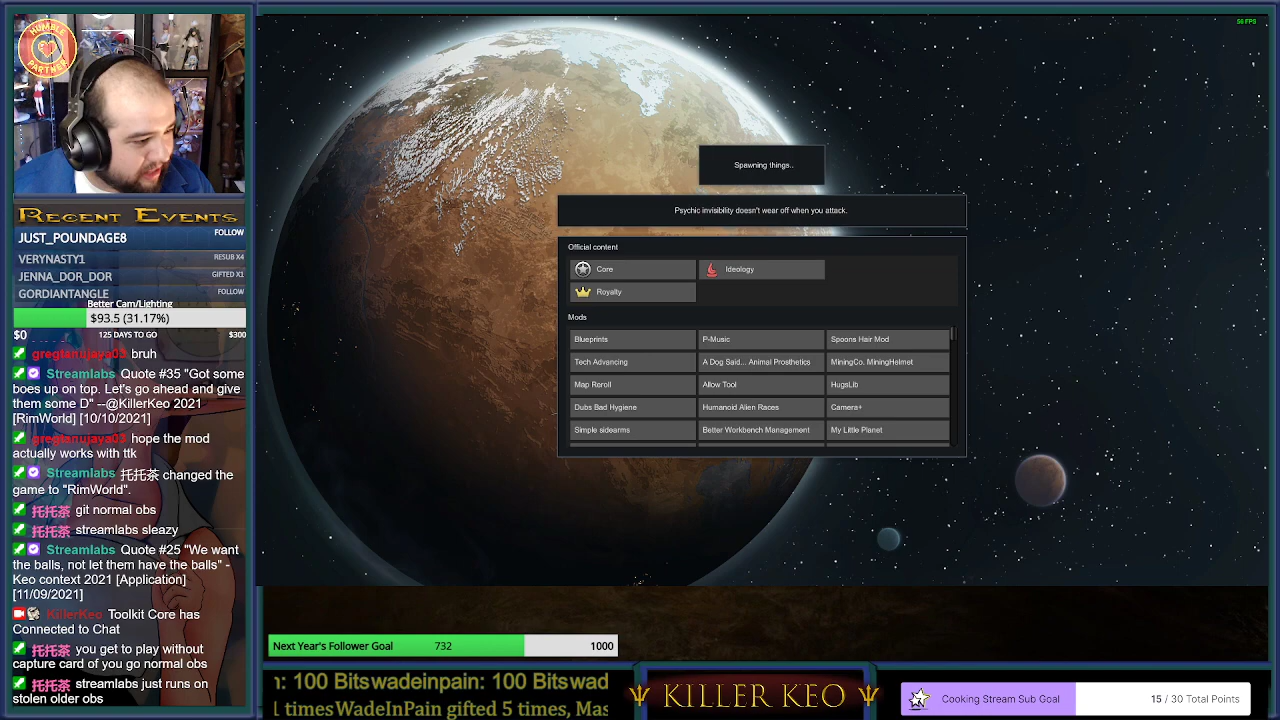 HUMBLE
PARTNER
56 FPS
Spawning things..
Psychic invisibility doesn't wear off when you attack.
Official content
Core
Ideology
Royalty
Mods
Blueprints
P-Music
Spoons Hair Mod
Tech Advancing
A Dog Said... Animal Prosthetics
MiningCo. MiningHelmet
Map Reroll
Allow Tool
HugsLib
Dubs Bad Hygiene
Humanoid Alien Races
Camera+
Simple sidearms
Better Workbench Management
My Little Planet
RECENT EVENTS
JUST_POUNDAGE8 FOLLOW
VERYNASTY1 RESUB X4
JENNA_DOR_DOR GIFTED X1
GORDIANTANGLE FOLLOW
Better Cam/Lighting
$93.5 (31.17%)
$0 125 DAYS TO GO $300
gregtanujaya03 bruh
Streamlabs Quote #35 "Got some
boes up on top. Let's go ahead and give
them some D" --@KillerKeo 2021
[RimWorld] [10/10/2021]
gregtanujaya03 hope the mod
actually works with ttk
Streamlabs 托托茶 changed the
game to "RimWorld".
托托茶 git normal obs
托托茶 streamlabs sleazy
Streamlabs Quote #25 "We want
the balls, not let them have the balls" -
Keo context 2021 [Application]
[11/09/2021]
KillerKeo Toolkit Core has
Connected to Chat
托托茶 you get to play without
capture card of you go normal obs
托托茶 streamlabs just runs on
stolen older obs
Next Year's Follower Goal 732 1000
n: 100 Bitswadeinpain: 100 Bitswad
1 timesWadeInPain gifted 5 times, Mas
KILLER KEO
Cooking Stream Sub Goal 15 / 30 Total Points